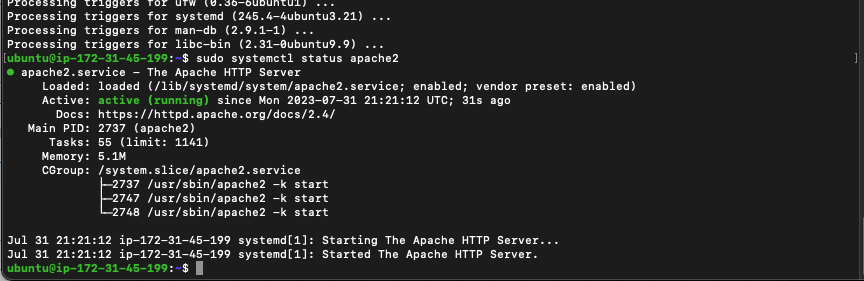 Processing triggers for ufw (0.36-6ubuntu1) ...
Processing triggers for systemd (245.4-4ubuntu3.21) ...
Processing triggers for man-db (2.9.1-1) ...
Processing triggers for libc-bin (2.31-0ubuntu9.9) ...
[ubuntu@ip-172-31-45-199:~$ sudo systemctl status apache2
● apache2.service - The Apache HTTP Server
Loaded: loaded (/lib/systemd/system/apache2.service; enabled; vendor preset: enabled)
Active: active (running) since Mon 2023-07-31 21:21:12 UTC; 31s ago
Docs: https://httpd.apache.org/docs/2.4/
Main PID: 2737 (apache2)
Tasks: 55 (limit: 1141)
Memory: 5.1M
CGroup: /system.slice/apache2.service
├─2737 /usr/sbin/apache2 -k start
├─2747 /usr/sbin/apache2 -k start
└─2748 /usr/sbin/apache2 -k start
Jul 31 21:21:12 ip-172-31-45-199 systemd[1]: Starting The Apache HTTP Server...
Jul 31 21:21:12 ip-172-31-45-199 systemd[1]: Started The Apache HTTP Server.
ubuntu@ip-172-31-45-199:~$